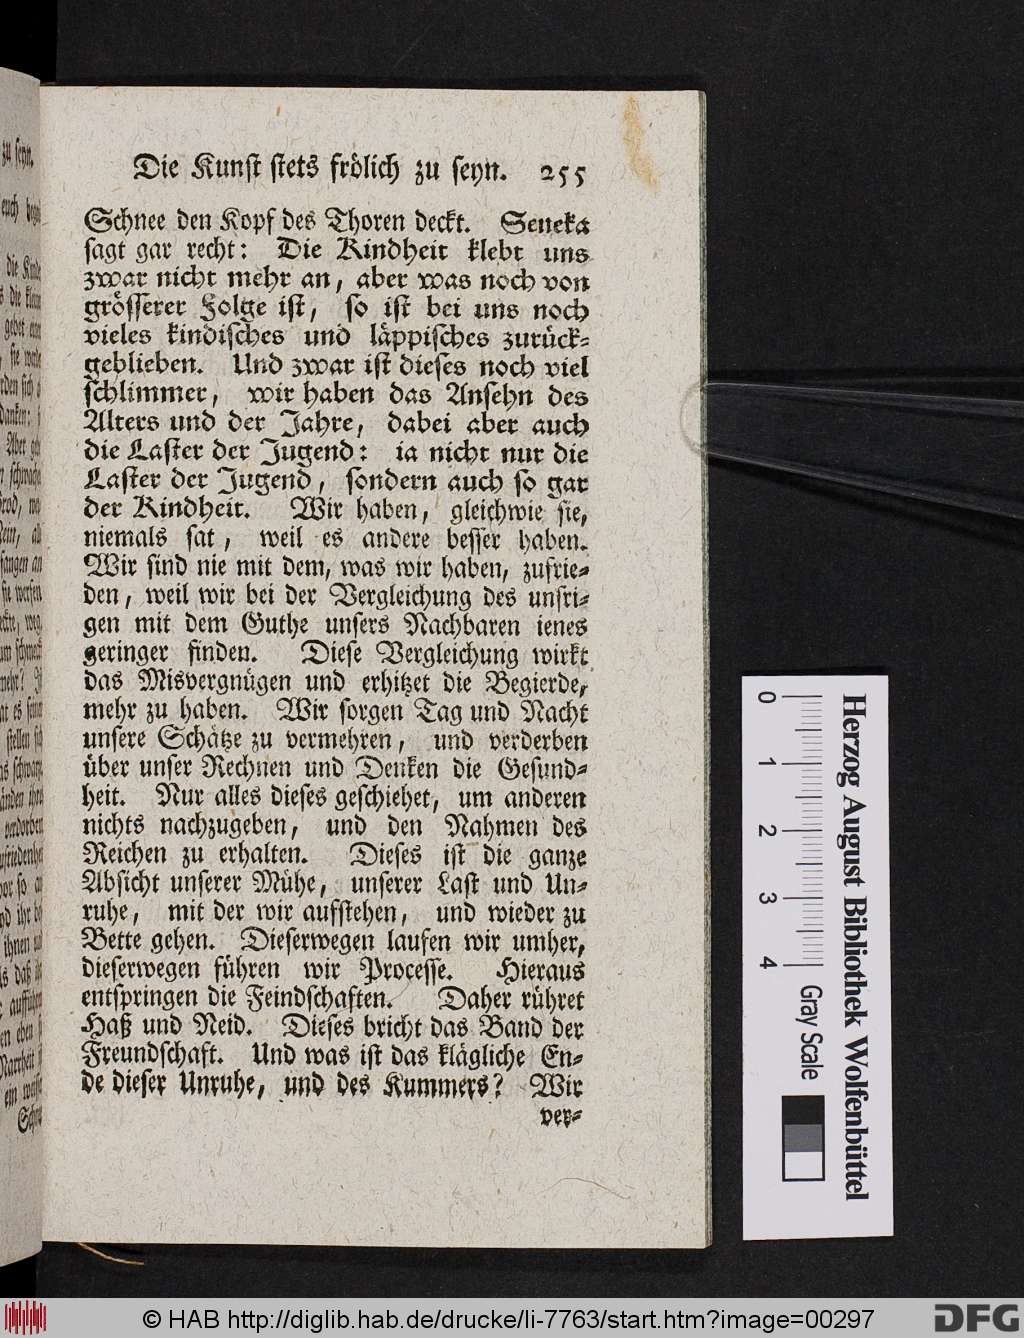 Die Kunst stets frölich zu seyn. 255
Schnee den Kopf des Thoren deckt. Seneka
sagt gar recht: Die Kindheit klebt uns
zwar nicht mehr an, aber was noch von
grösserer Folge ist, so ist bei uns noch
vieles kindisches und läppisches zurück-
geblieben. Und zwar ist dieses noch viel
schlimmer, wir haben das Ansehn des
Alters und der Jahre, dabei aber auch
die Laster der Jugend: ia nicht nur die
Laster der Jugend, sondern auch so gar
der Kindheit. Wir haben, gleichwie sie,
niemals sat, weil es andere besser haben.
Wir sind nie mit dem, was wir haben, zufrie-
den, weil wir bei der Vergleichung des unsri-
gen mit dem Guthe unsers Nachbaren ienes
geringer finden. Diese Vergleichung wirkt
das Misvergnügen und erhitzet die Begierde,
mehr zu haben. Wir sorgen Tag und Nacht
unsere Schätze zu vermehren, und verderben
über unser Rechnen und Denken die Gesund-
heit. Nur alles dieses geschiehet, um anderen
nichts nachzugeben, und den Nahmen des
Reichen zu erhalten. Dieses ist die ganze
Absicht unserer Mühe, unserer Last und Un-
ruhe, mit der wir aufstehen, und wieder zu
Bette gehen. Dieserwegen laufen wir umher,
dieserwegen führen wir Processe. Hieraus
entspringen die Feindschaften. Daher rühret
Haß und Neid. Dieses bricht das Band der
Freundschaft. Und was ist das klägliche En-
de dieser Unruhe, und des Kummers? Wir
ver-
0 1 2 3 4
Gray Scale
Herzog August Bibliothek Wolfenbüttel
© HAB http://diglib.hab.de/drucke/li-7763/start.htm?image=00297
DFG